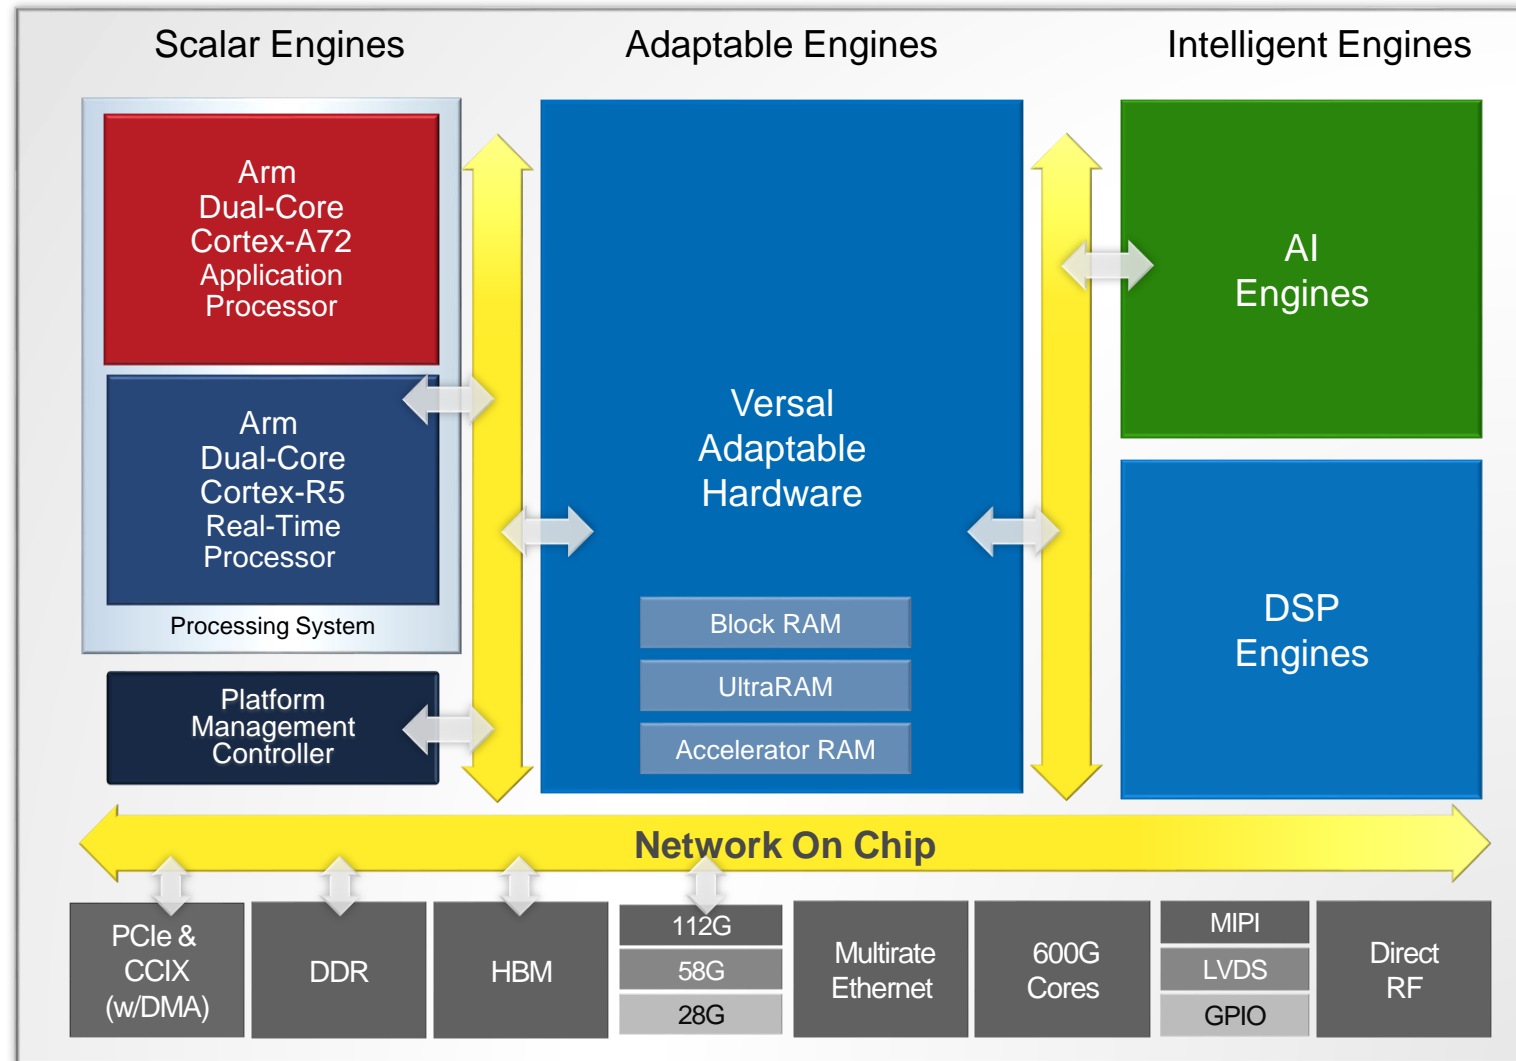 Scalar Engines
Adaptable Engines
Intelligent Engines
Arm
Dual-Core
Cortex-A72
Application
Processor
Arm
Dual-Core
Cortex-R5
Real-Time
Processor
Processing System
Platform
Management
Controller
Versal
Adaptable
Hardware
Block RAM
UltraRAM
Accelerator RAM
AI
Engines
DSP
Engines
Network On Chip
PCIe &
CCIX
(w/DMA)
DDR
HBM
112G
58G
28G
Multirate
Ethernet
600G
Cores
MIPI
LVDS
GPIO
Direct
RF